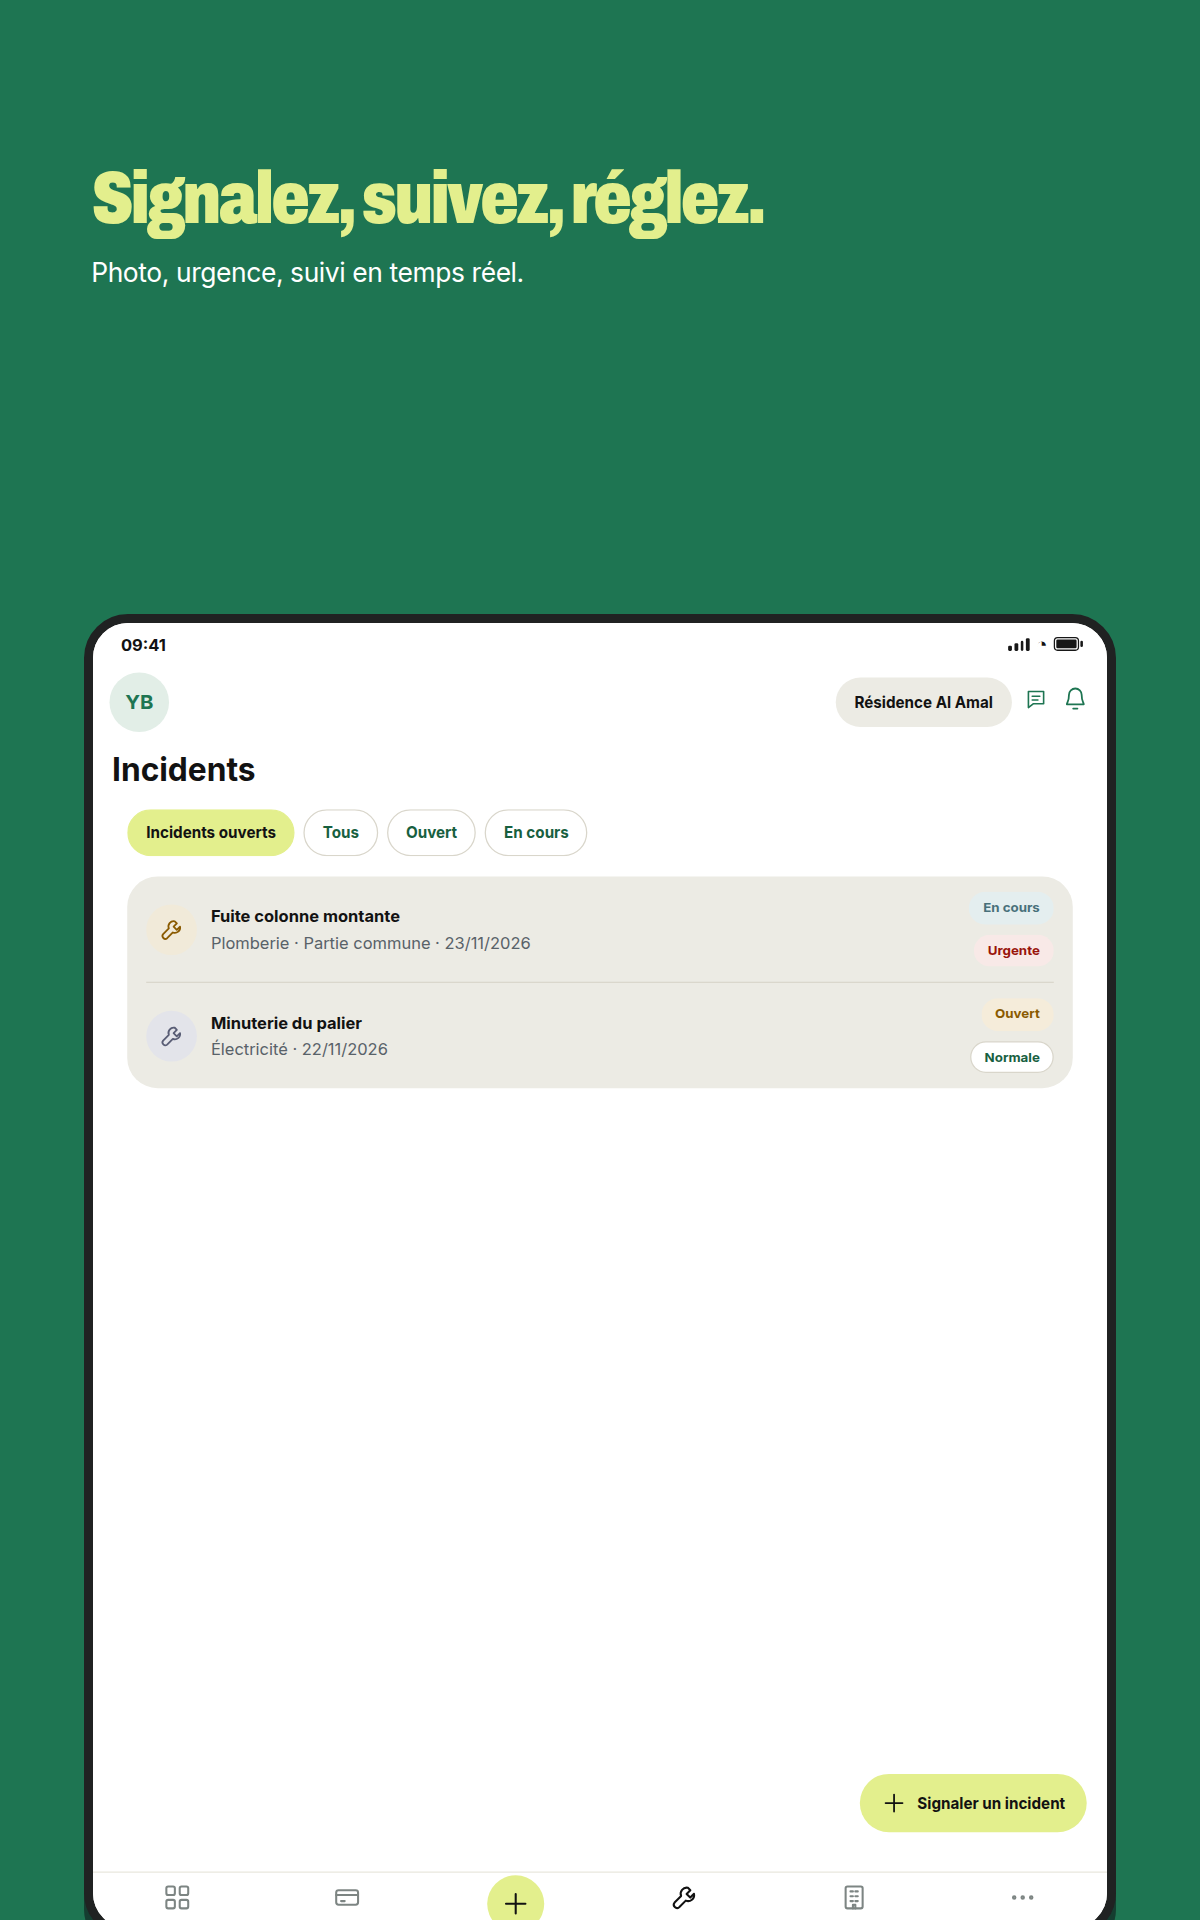 Signalez, suivez, réglez.
Photo, urgence, suivi en temps réel.
09:41
YB
Résidence Al Amal
Incidents
Incidents ouverts
Tous
Ouvert
En cours
Fuite colonne montante
Plomberie · Partie commune · 23/11/2026
En cours
Urgente
Minuterie du palier
Électricité · 22/11/2026
Ouvert
Normale
Signaler un incident